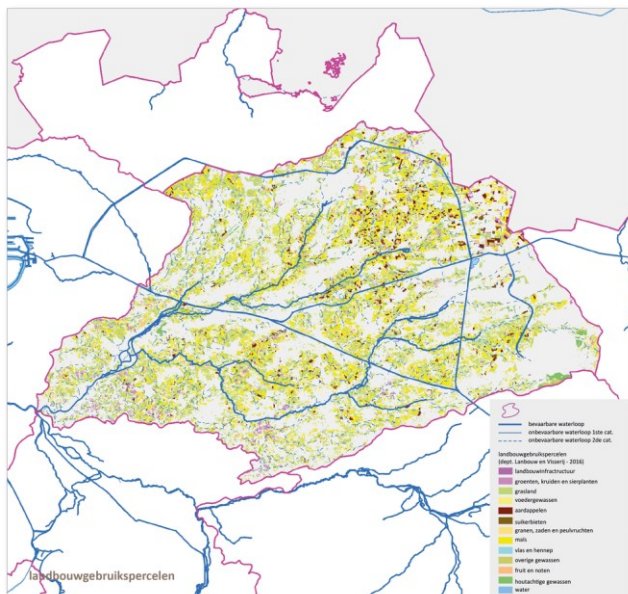 bevaarbare waterloop
onbevaarbare waterloop 1ste cat.
onbevaarbare waterloop 2de cat.
landbouwgebruikspercelen
(dept. Lanbouw en Visserij - 2016)
landbouwinfractructuur
groenten, kruiden en sierplanten
grasland
voedergewassen
aardappelen
suikerbieten
granen, zaden en peulvruchten
maïs
vlas en hennep
overige gewassen
fruit en noten
houtachtige gewassen
water
landbouwgebruikspercelen